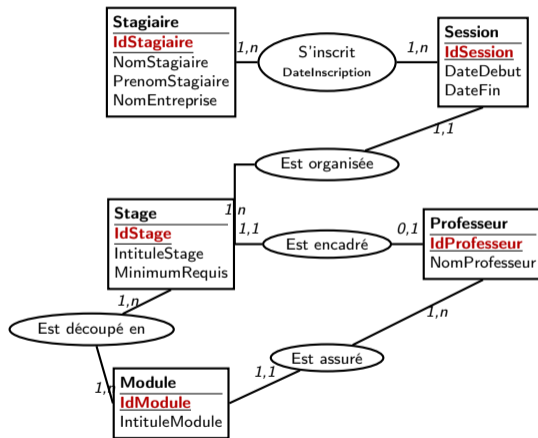 Stagiaire
IdStagiaire
NomStagiaire
PrenomStagiaire
NomEntreprise
1,n
S'inscrit
DateInscription
1,n
Session
IdSession
DateDebut
DateFin
1,1
Est organisée
1,n
Stage
IdStage
IntituleStage
MinimumRequis
1,1
Est encadré
0,1
Professeur
IdProfesseur
NomProfesseur
1,n
Est découpé en
1,n
Est assuré
1,n
1,1
Module
IdModule
IntituleModule